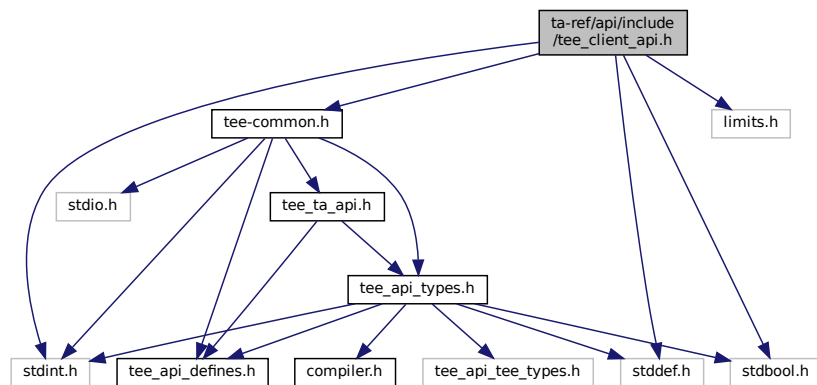 ta-ref/api/include
/tee_client_api.h
tee-common.h
limits.h
stdio.h
tee_ta_api.h
tee_api_types.h
stdint.h
tee_api_defines.h
compiler.h
tee_api_tee_types.h
stddef.h
stdbool.h